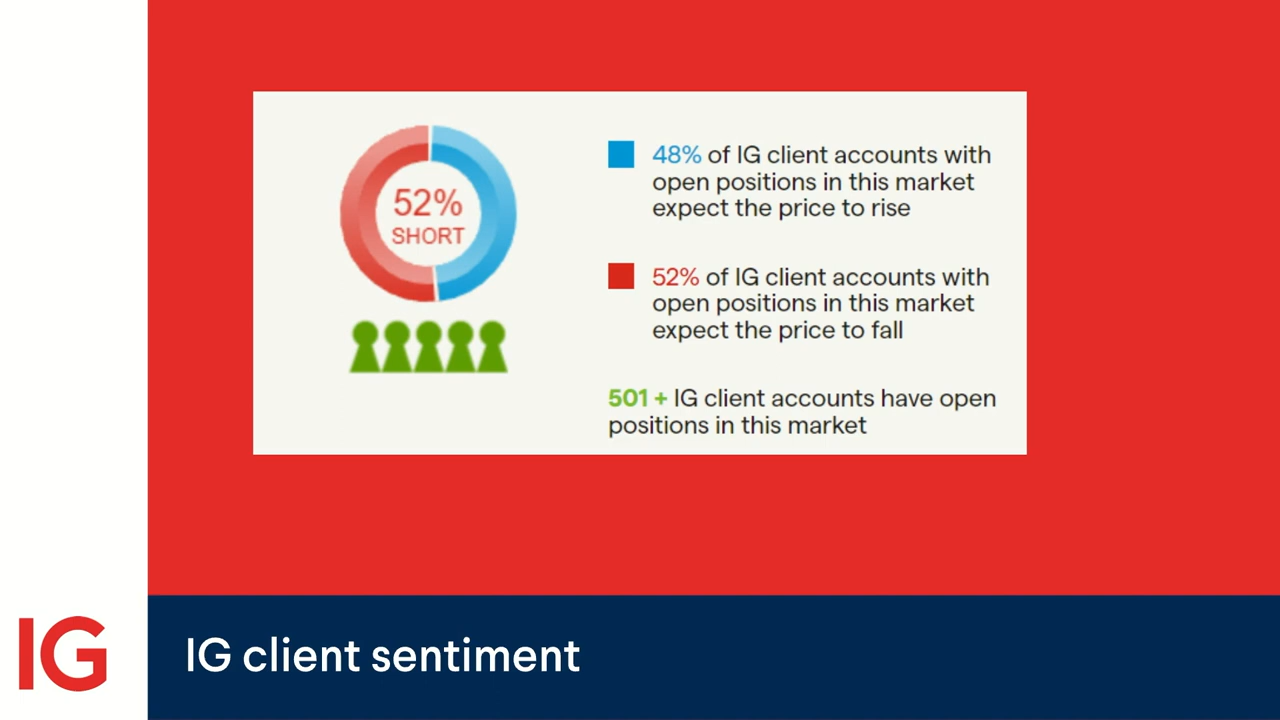 52%
SHORT
48% of IG client accounts with
open positions in this market
expect the price to rise
52% of IG client accounts with
open positions in this market
expect the price to fall
501 + IG client accounts have open
positions in this market
IG
IG client sentiment